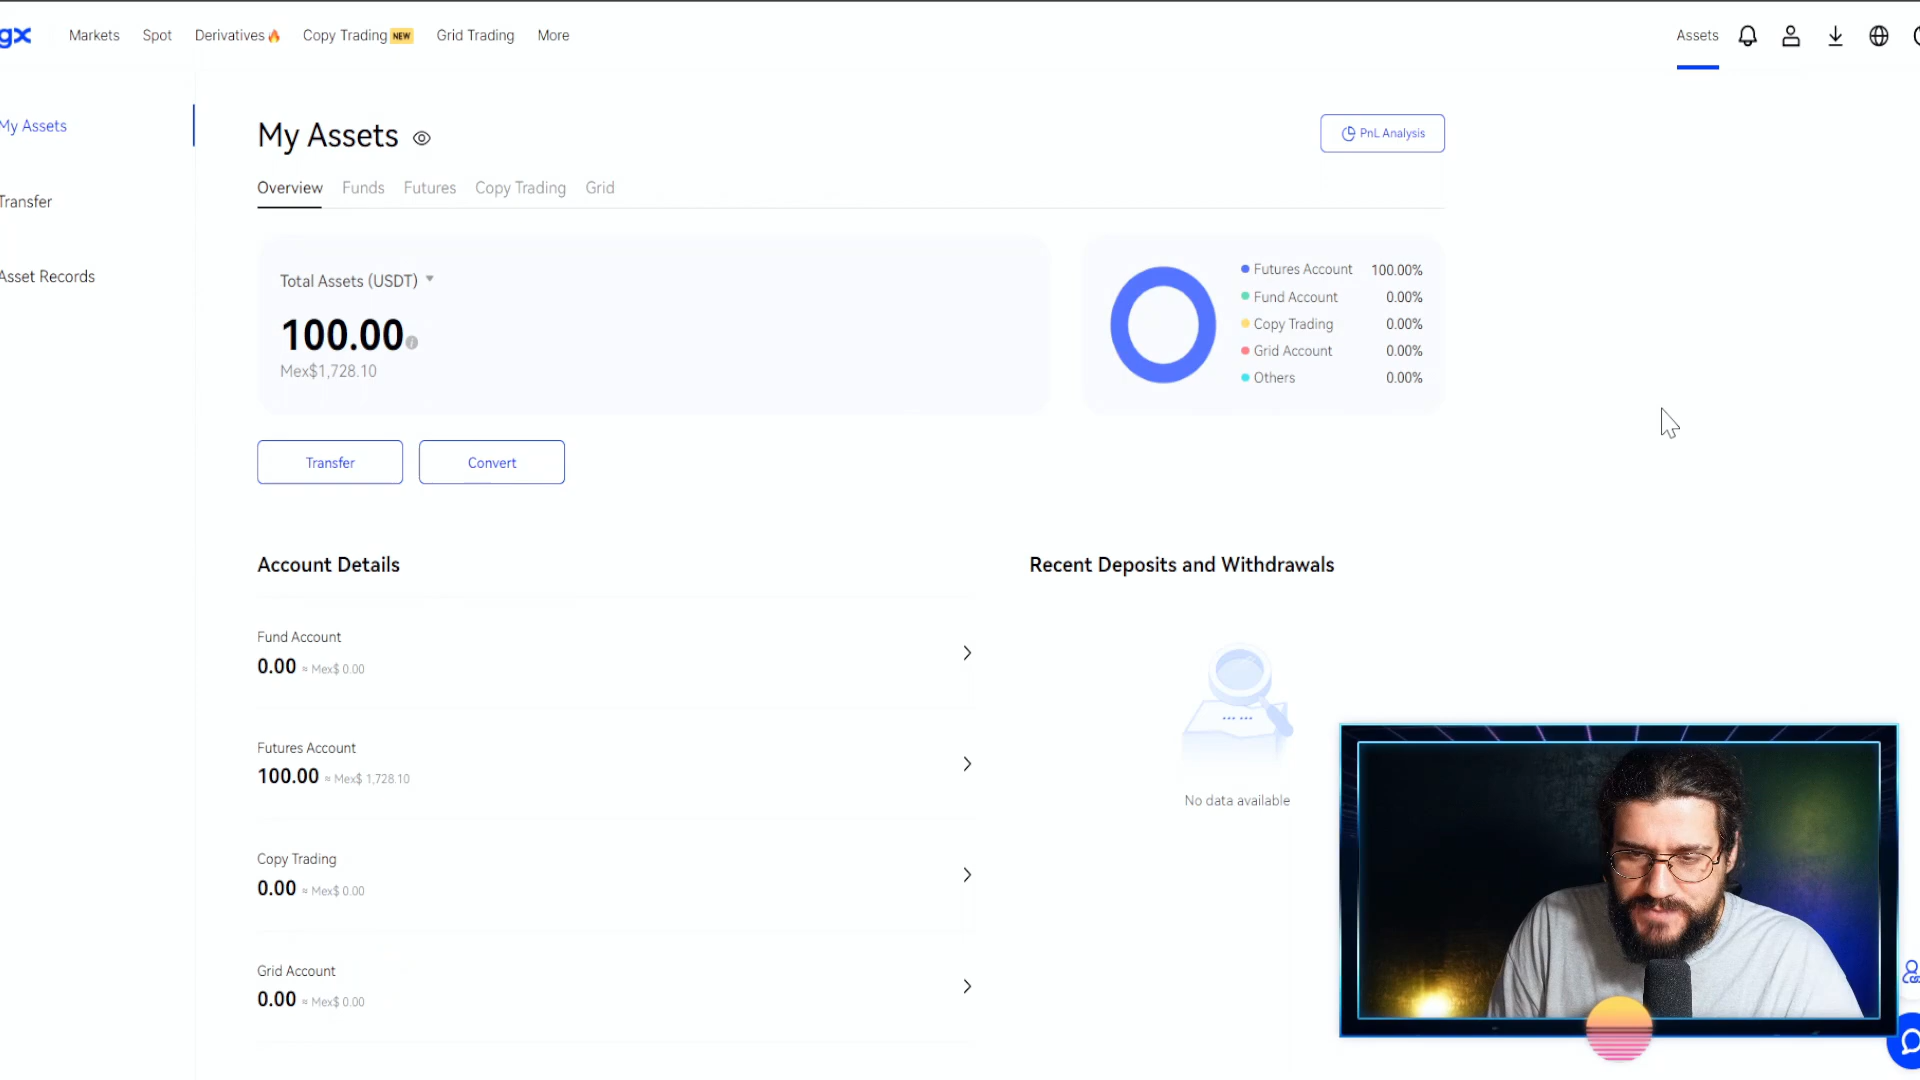 gx
Markets
Spot
Derivatives
Copy Trading NEW
Grid Trading
More
Assets
My Assets
Transfer
Asset Records
My Assets
PnL Analysis
Overview
Funds
Futures
Copy Trading
Grid
Total Assets (USDT)
100.00
Mex$1,728.10
Futures Account 100.00%
Fund Account 0.00%
Copy Trading 0.00%
Grid Account 0.00%
Others 0.00%
Transfer
Convert
Account Details
Fund Account
0.00 ≈ Mex$ 0.00
Futures Account
100.00 ≈ Mex$ 1,728.10
Copy Trading
0.00 ≈ Mex$ 0.00
Grid Account
0.00 ≈ Mex$ 0.00
Recent Deposits and Withdrawals
No data available